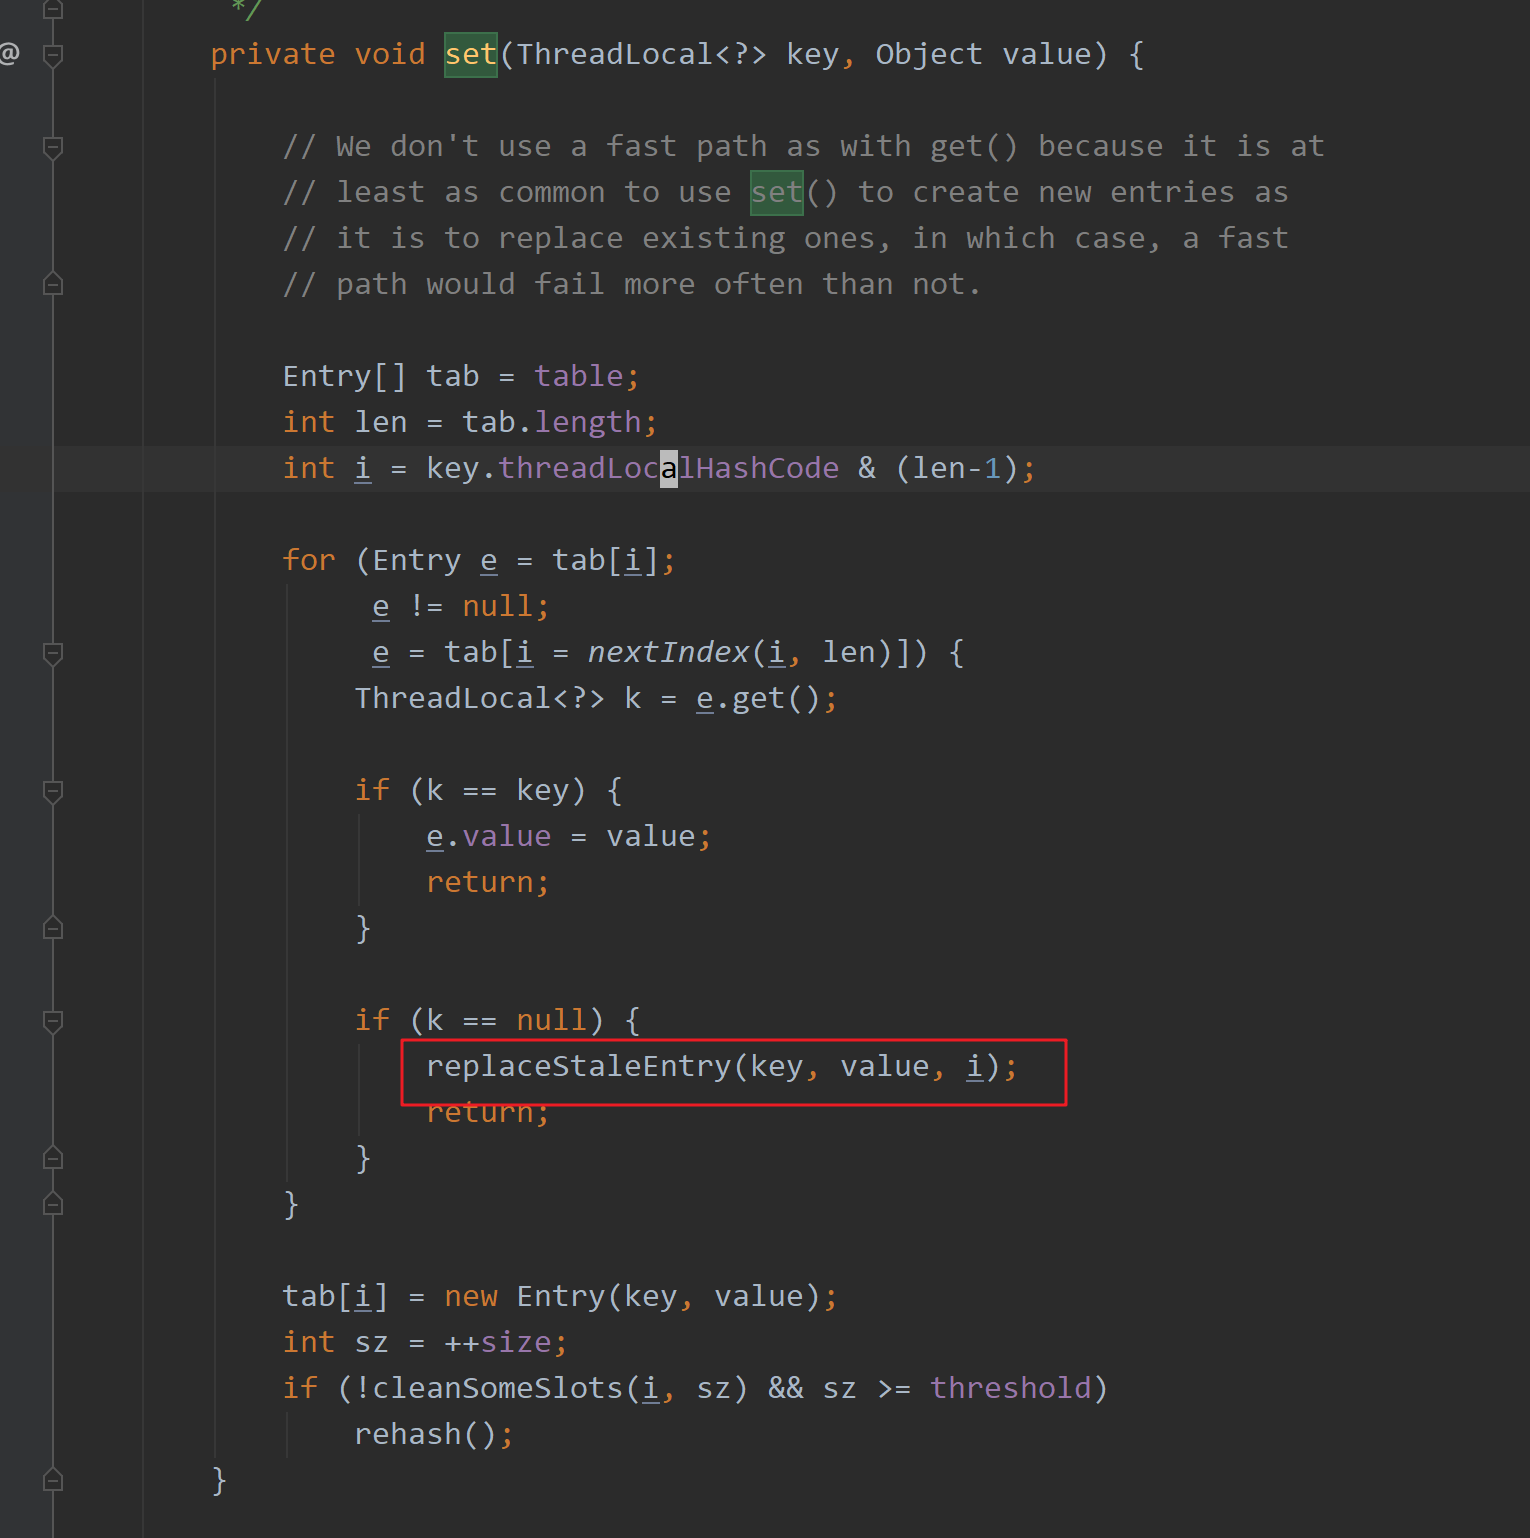 */
@
private void set(ThreadLocal<?> key, Object value) {
// We don't use a fast path as with get() because it is at
// least as common to use set() to create new entries as
// it is to replace existing ones, in which case, a fast
// path would fail more often than not.
Entry[] tab = table;
int len = tab.length;
int i = key.threadLocalHashCode & (len-1);
for (Entry e = tab[i];
e != null;
e = tab[i = nextIndex(i, len)]) {
ThreadLocal<?> k = e.get();
if (k == key) {
e.value = value;
return;
}
if (k == null) {
replaceStaleEntry(key, value, i);
return;
}
}
tab[i] = new Entry(key, value);
int sz = ++size;
if (!cleanSomeSlots(i, sz) && sz >= threshold)
rehash();
}